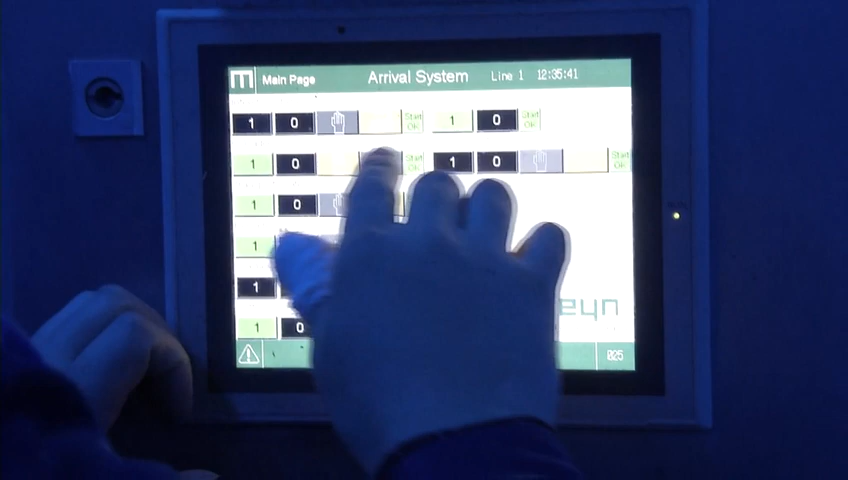 m Main Page Arrival System Line 1 12:35:41
1 0 Start Ok 1 0 Start Ok
1 0 Start Ok 1 0 Start Ok
1 0
1
1
1 0
eyn
025